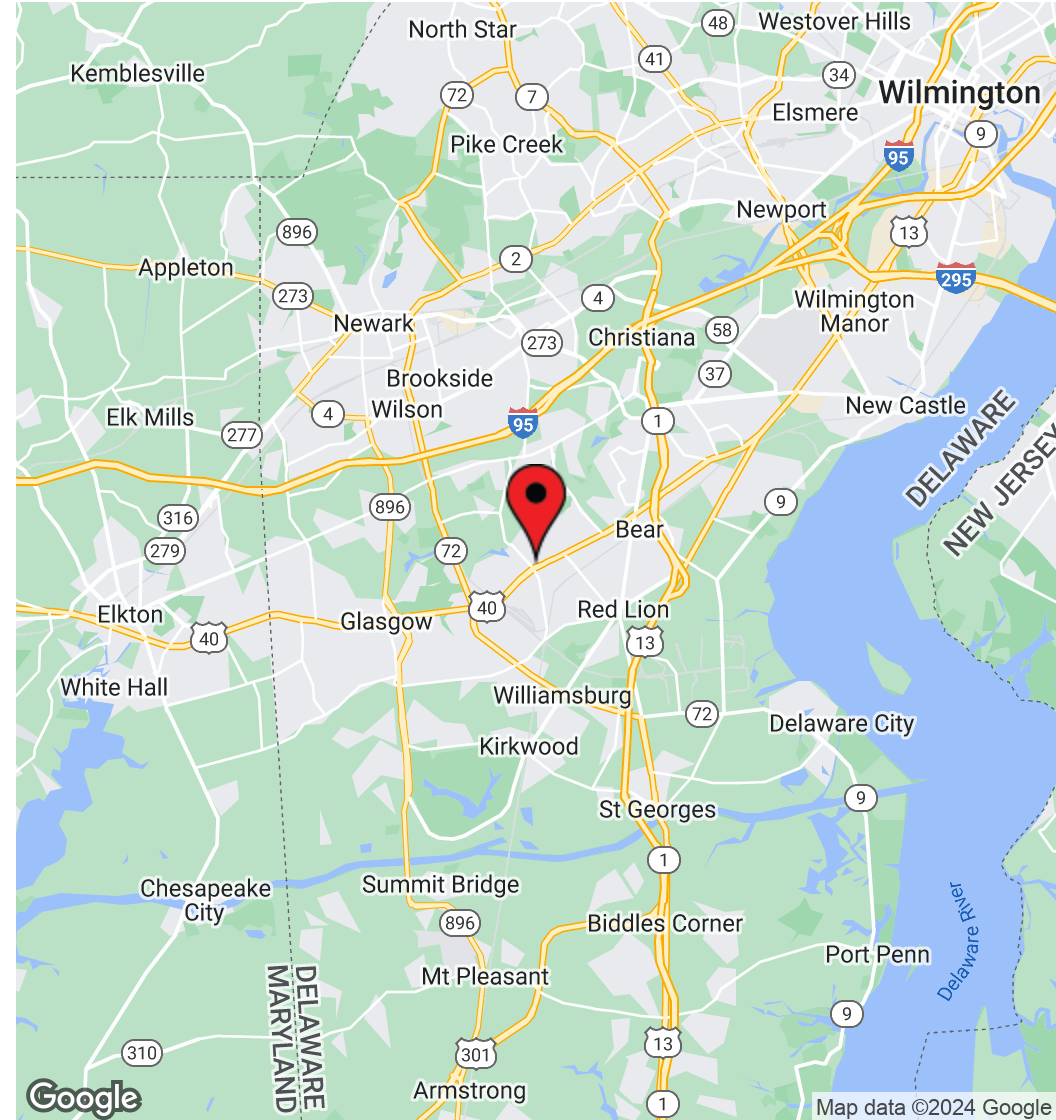 North Star
48
Westover Hills
41
Kemblesville
34
72
7
Wilmington
Elsmere
9
Pike Creek
95
Newport
896
13
2
Appleton
295
273
4
Wilmington
Manor
Newark
58
Christiana
273
37
Brookside
New Castle
Wilson
4
Elk Mills
95
1
277
DELAWARE
NEW JERSEY
9
896
316
Bear
279
72
40
Red Lion
Elkton
Glasgow
40
13
White Hall
Williamsburg
72
Delaware City
Kirkwood
9
St Georges
1
Summit Bridge
Chesapeake
City
896
Biddles Corner
Delaware River
Port Penn
Mt Pleasant
DELAWARE
MARYLAND
9
13
310
301
Armstrong
1
Google
Map data ©2024 Google